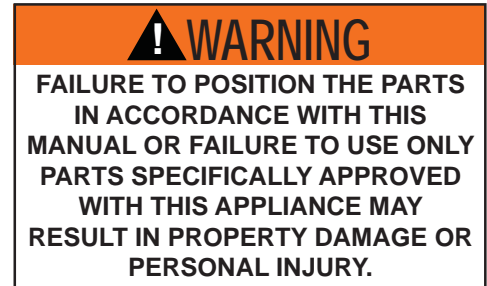 WARNING
FAILURE TO POSITION THE PARTS
IN ACCORDANCE WITH THIS
MANUAL OR FAILURE TO USE ONLY
PARTS SPECIFICALLY APPROVED
WITH THIS APPLIANCE MAY
RESULT IN PROPERTY DAMAGE OR
PERSONAL INJURY.